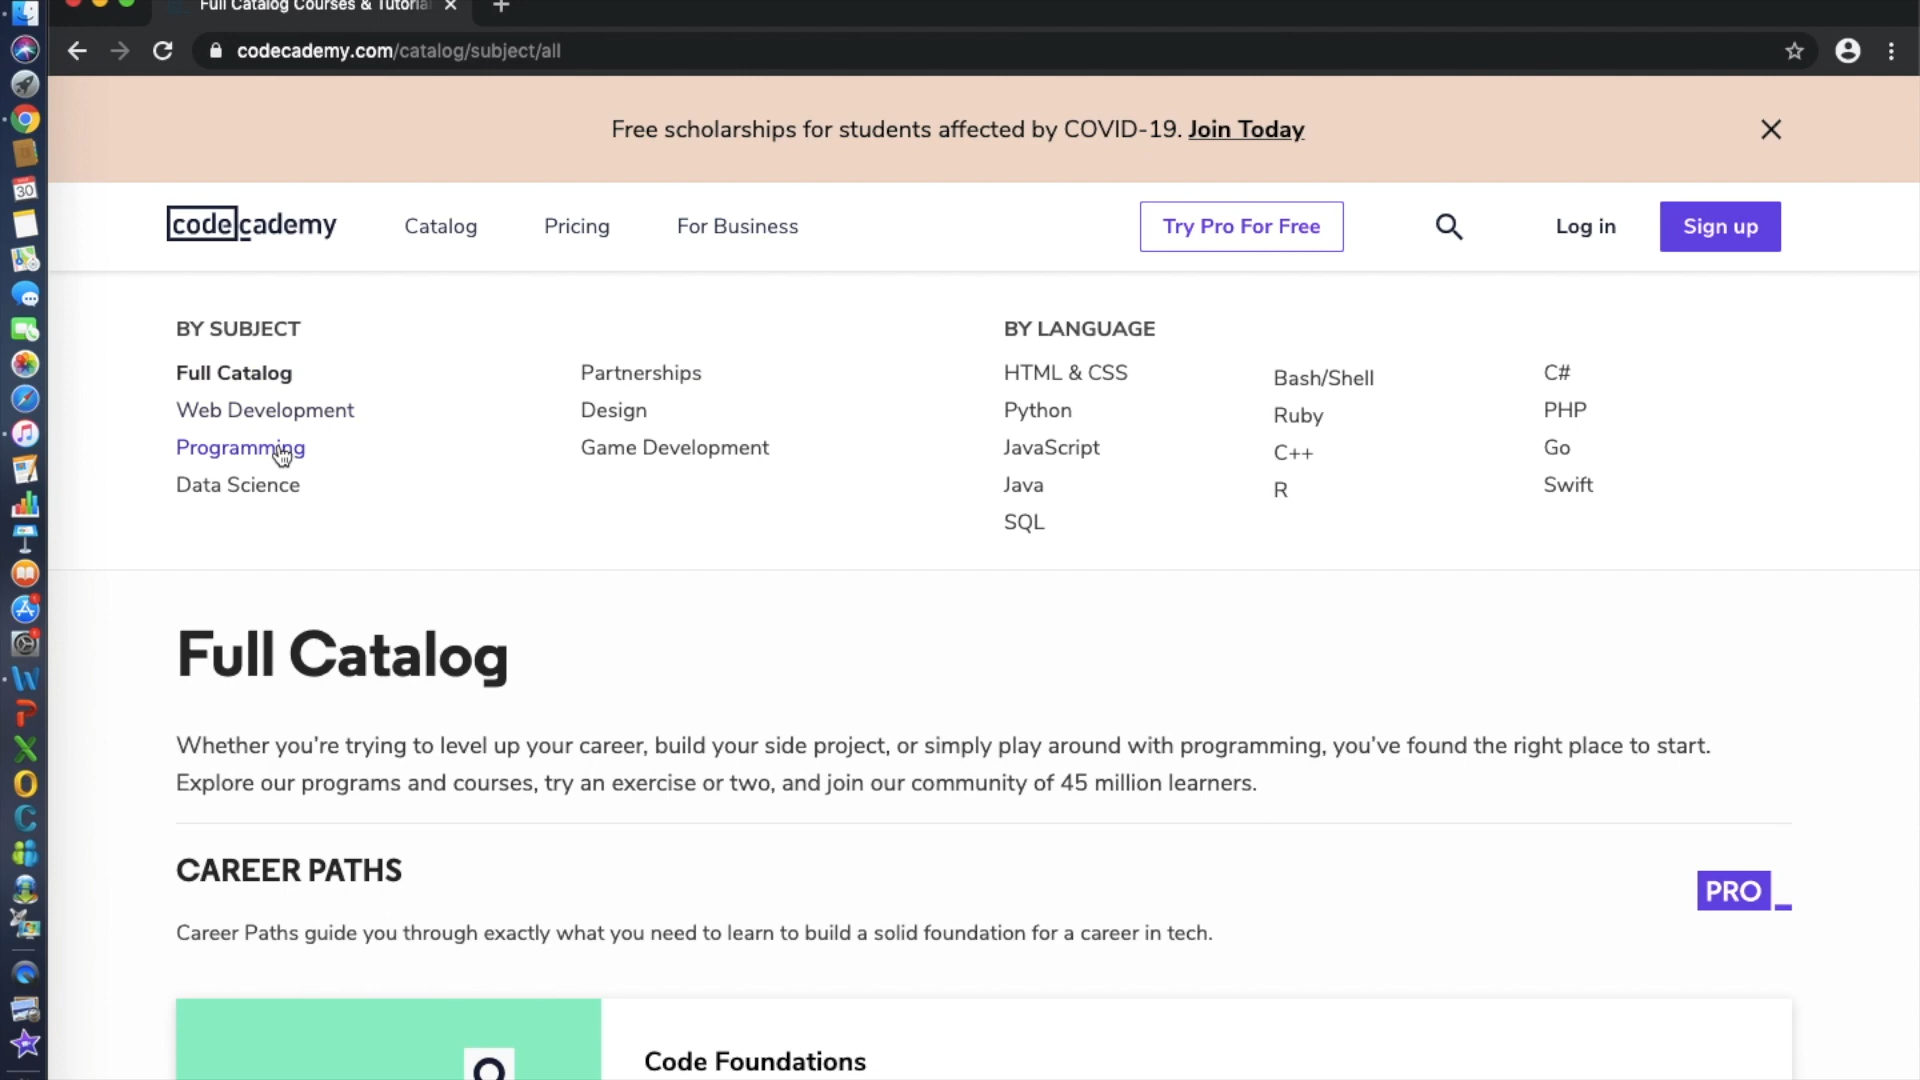 Full Catalog Courses & Tutorial
codecademy.com/catalog/subject/all
Free scholarships for students affected by COVID-19. Join Today
codecademy
Catalog
Pricing
For Business
Try Pro For Free
Log in
Sign up
BY SUBJECT
Full Catalog
Web Development
Programming
Data Science
Partnerships
Design
Game Development
BY LANGUAGE
HTML & CSS
Python
JavaScript
Java
SQL
Bash/Shell
Ruby
C++
R
C#
PHP
Go
Swift
Full Catalog
Whether you're trying to level up your career, build your side project, or simply play around with programming, you've found the right place to start.
Explore our programs and courses, try an exercise or two, and join our community of 45 million learners.
CAREER PATHS
PRO
Career Paths guide you through exactly what you need to learn to build a solid foundation for a career in tech.
Code Foundations
30